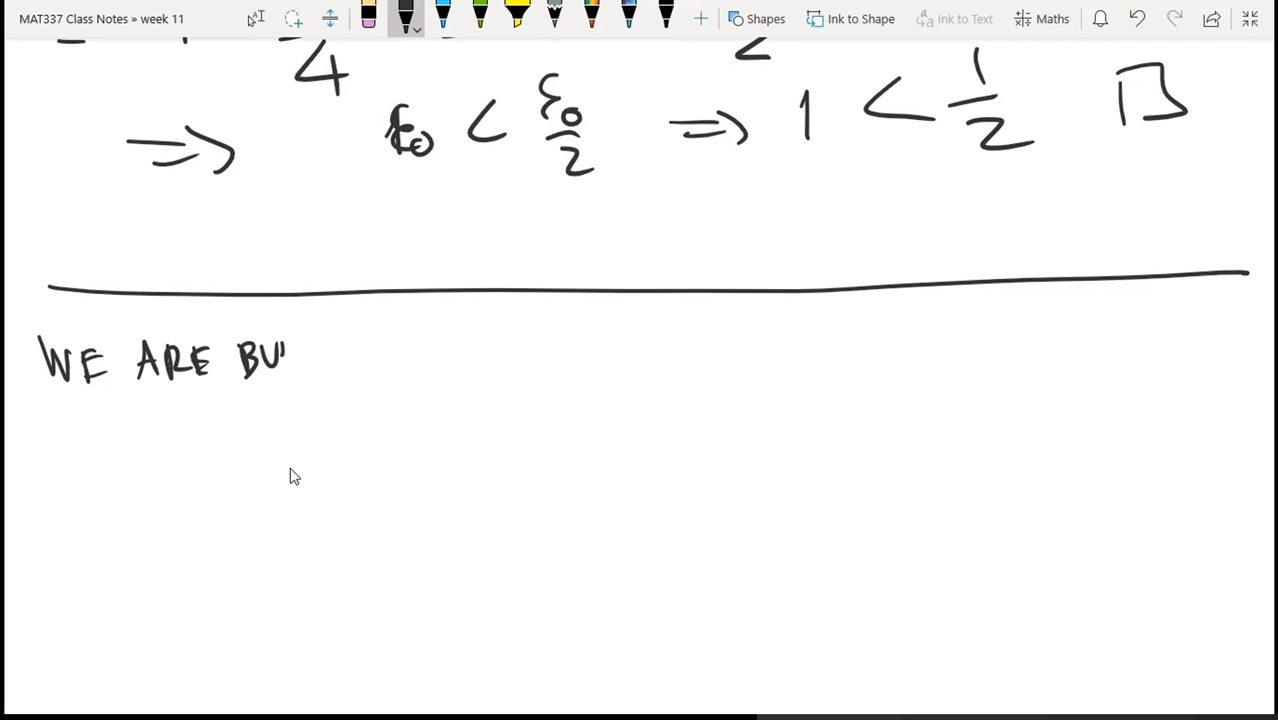 MAT337 Class Notes » week 11
Shapes
Ink to Shape
Ink to Text
Maths
4
2
=> ε₀ < ε₀/2 => 1 < 1/2
WE ARE BU